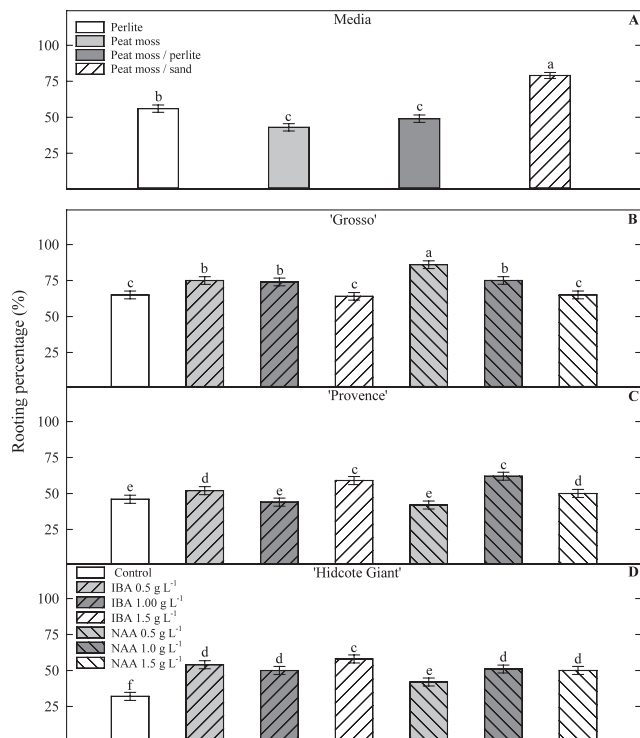 Media
A
Perlite
Peat moss
Peat moss / perlite
Peat moss / sand
100
75
50
25
b
c
c
a
'Grosso'
B
100
75
50
25
c
b
b
c
a
b
c
Rooting percentage (%)
'Provence'
C
100
75
50
25
e
d
e
c
e
c
d
'Hidcote Giant'
D
Control
IBA 0.5 g L⁻¹
IBA 1.00 g L⁻¹
IBA 1.5 g L⁻¹
NAA 0.5 g L⁻¹
NAA 1.0 g L⁻¹
NAA 1.5 g L⁻¹
100
75
50
25
f
d
d
c
e
d
d